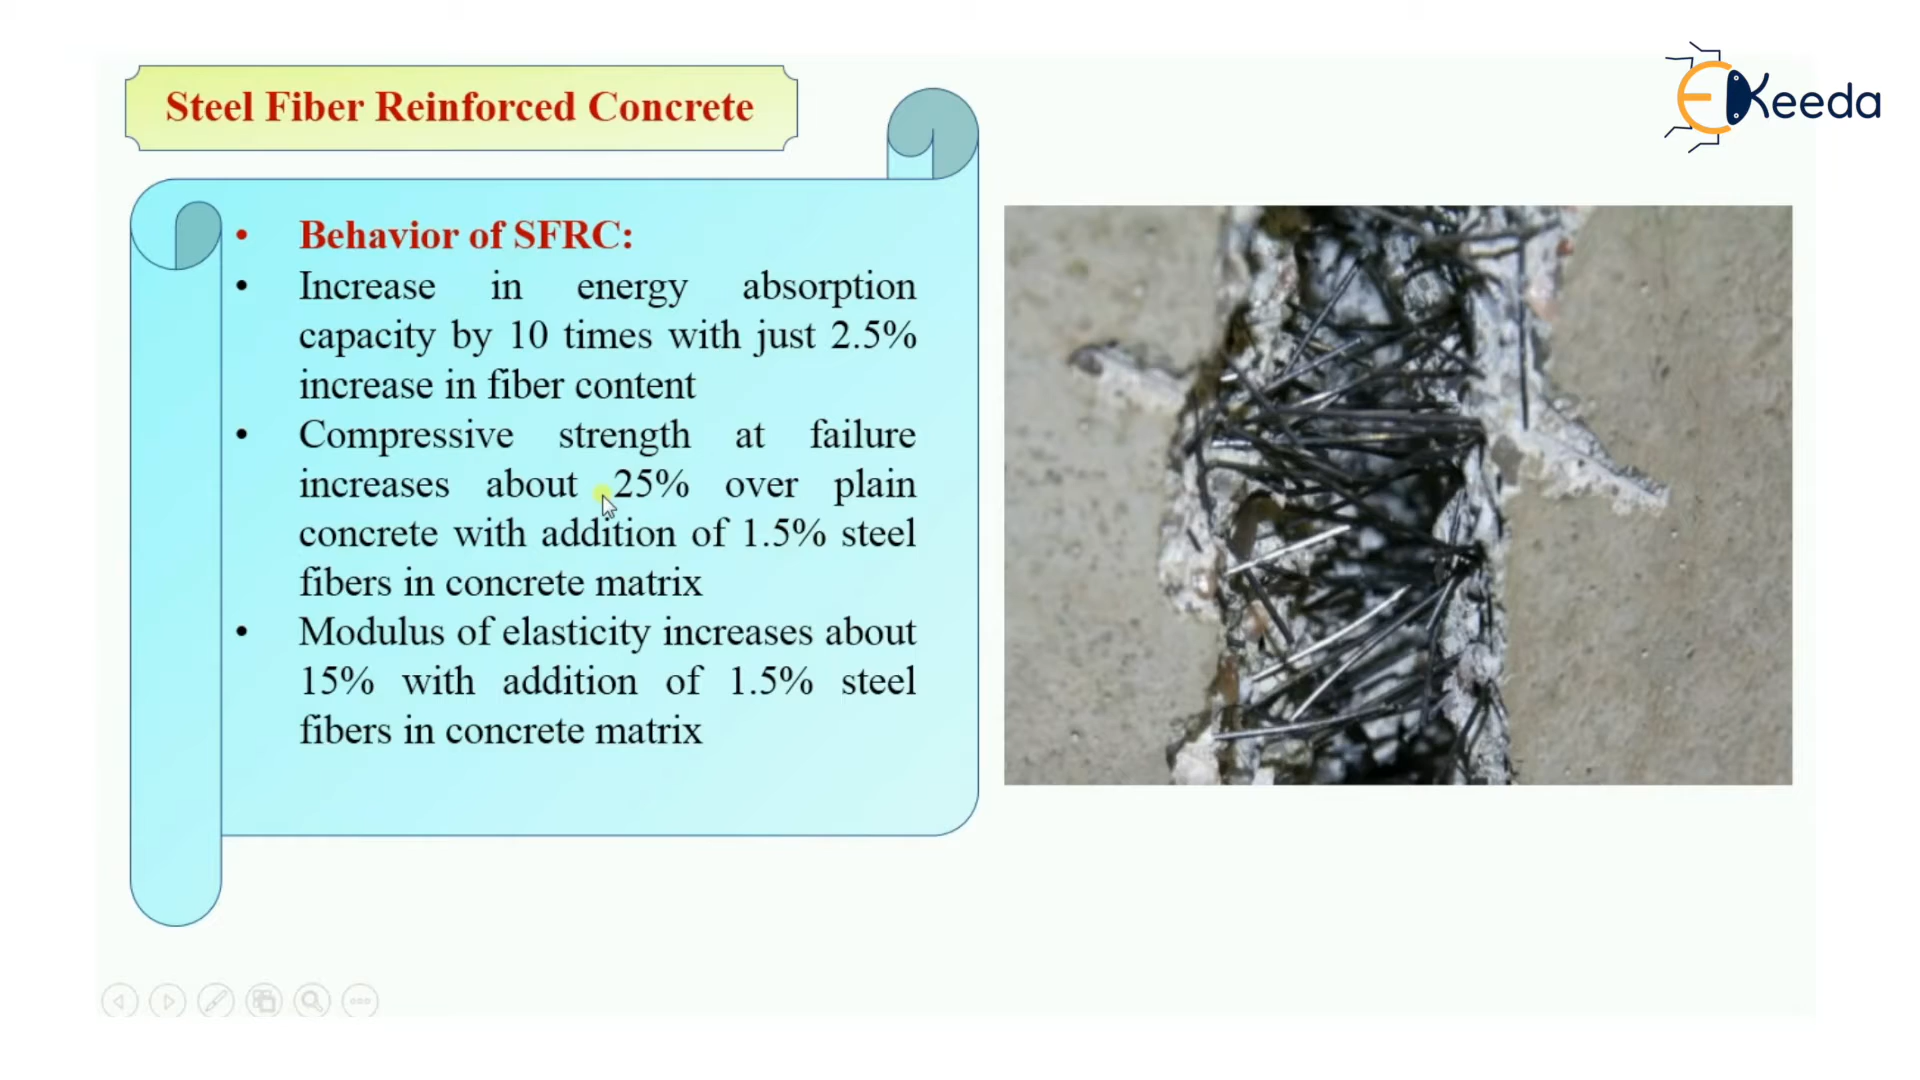 Steel Fiber Reinforced Concrete
EKeeda
• Behavior of SFRC:
• Increase in energy absorption
capacity by 10 times with just 2.5%
increase in fiber content
• Compressive strength at failure
increases about 25% over plain
concrete with addition of 1.5% steel
fibers in concrete matrix
• Modulus of elasticity increases about
15% with addition of 1.5% steel
fibers in concrete matrix